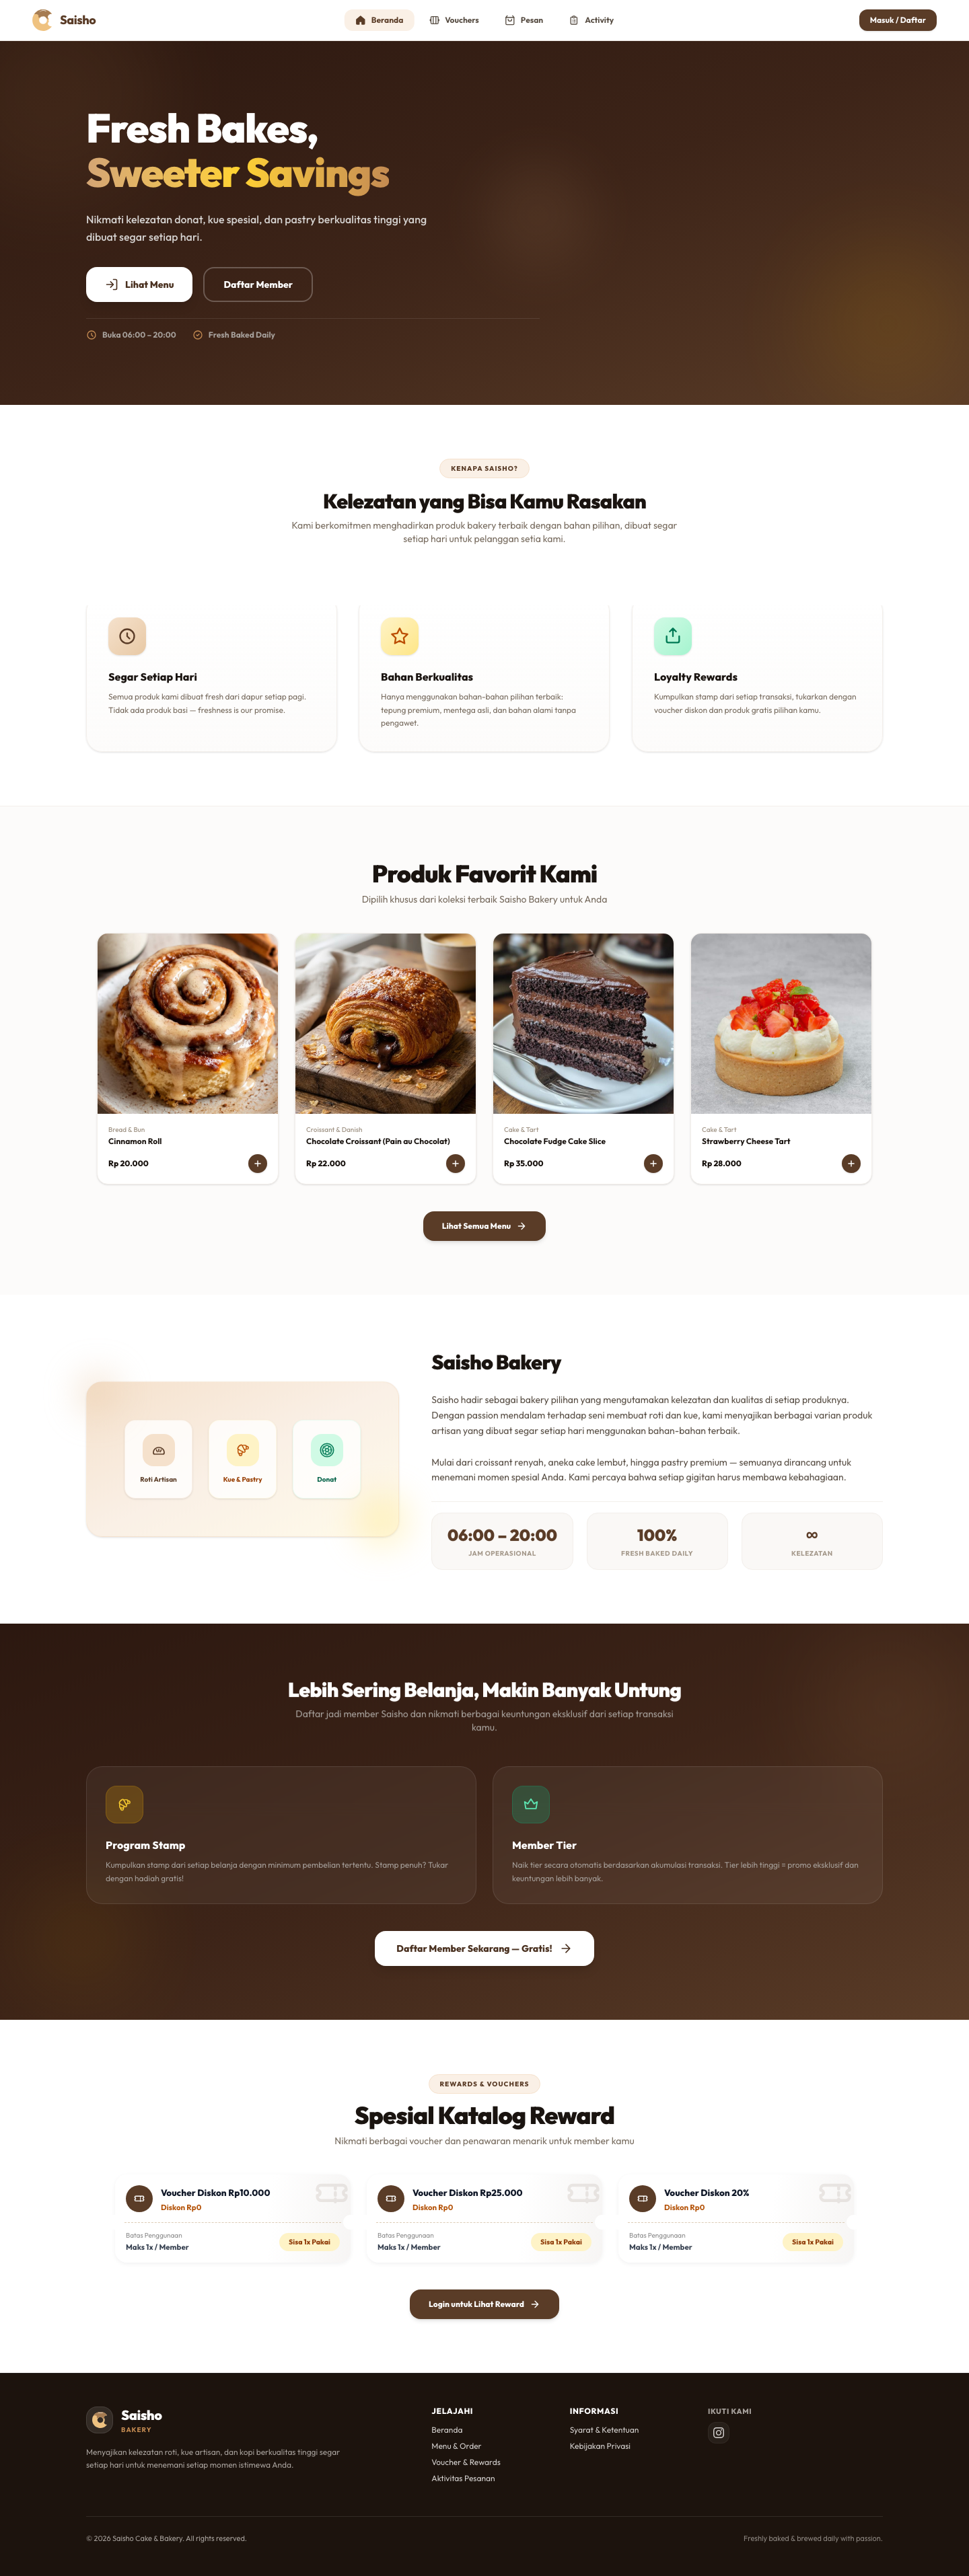 Saisho
Beranda
Vouchers
Pesan
Activity
Masuk / Daftar
Fresh Bakes,
Sweeter Savings
Nikmati kelezatan donat, kue spesial, dan pastry berkualitas tinggi yang
dibuat segar setiap hari.
Lihat Menu
Daftar Member
Buka 06:00 – 20:00
Fresh Baked Daily
KENAPA SAISHO?
Kelezatan yang Bisa Kamu Rasakan
Kami berkomitmen menghadirkan produk bakery terbaik dengan bahan pilihan, dibuat segar
setiap hari untuk pelanggan setia kami.
Segar Setiap Hari
Semua produk kami dibuat fresh dari dapur setiap pagi.
Tidak ada produk basi — freshness is our promise.
Bahan Berkualitas
Hanya menggunakan bahan-bahan pilihan terbaik:
tepung premium, mentega asli, dan bahan alami tanpa
pengawet.
Loyalty Rewards
Kumpulkan stamp dari setiap transaksi, tukarkan dengan
voucher diskon dan produk gratis pilihan kamu.
Produk Favorit Kami
Dipilih khusus dari koleksi terbaik Saisho Bakery untuk Anda
Bread & Bun
Cinnamon Roll
Rp 20.000
Croissant & Danish
Chocolate Croissant (Pain au Chocolat)
Rp 22.000
Cake & Tart
Chocolate Fudge Cake Slice
Rp 35.000
Cake & Tart
Strawberry Cheese Tart
Rp 28.000
Lihat Semua Menu
Roti Artisan
Kue & Pastry
Donat
Saisho Bakery
Saisho hadir sebagai bakery pilihan yang mengutamakan kelezatan dan kualitas di setiap produknya.
Dengan passion mendalam terhadap seni membuat roti dan kue, kami menyajikan berbagai varian produk
artisan yang dibuat segar setiap hari menggunakan bahan-bahan terbaik.
Mulai dari croissant renyah, aneka cake lembut, hingga pastry premium — semuanya dirancang untuk
menemani momen spesial Anda. Kami percaya bahwa setiap gigitan harus membawa kebahagiaan.
06:00 – 20:00
JAM OPERASIONAL
100%
FRESH BAKED DAILY
∞
KELEZATAN
Lebih Sering Belanja, Makin Banyak Untung
Daftar jadi member Saisho dan nikmati berbagai keuntungan eksklusif dari setiap transaksi
kamu.
Program Stamp
Kumpulkan stamp dari setiap belanja dengan minimum pembelian tertentu. Stamp penuh? Tukar
dengan hadiah gratis!
Member Tier
Naik tier secara otomatis berdasarkan akumulasi transaksi. Tier lebih tinggi = promo eksklusif dan
keuntungan lebih banyak.
Daftar Member Sekarang — Gratis!
REWARDS & VOUCHERS
Spesial Katalog Reward
Nikmati berbagai voucher dan penawaran menarik untuk member kamu
Voucher Diskon Rp10.000
Diskon Rp0
Batas Penggunaan
Maks 1x / Member
Sisa 1x Pakai
Voucher Diskon Rp25.000
Diskon Rp0
Batas Penggunaan
Maks 1x / Member
Sisa 1x Pakai
Voucher Diskon 20%
Diskon Rp0
Batas Penggunaan
Maks 1x / Member
Sisa 1x Pakai
Login untuk Lihat Reward
Saisho
BAKERY
Menyajikan kelezatan roti, kue artisan, dan kopi berkualitas tinggi segar
setiap hari untuk menemani setiap momen istimewa Anda.
JELAJAHI
Beranda
Menu & Order
Voucher & Rewards
Aktivitas Pesanan
INFORMASI
Syarat & Ketentuan
Kebijakan Privasi
IKUTI KAMI
© 2026 Saisho Cake & Bakery. All rights reserved.
Freshly baked & brewed daily with passion.